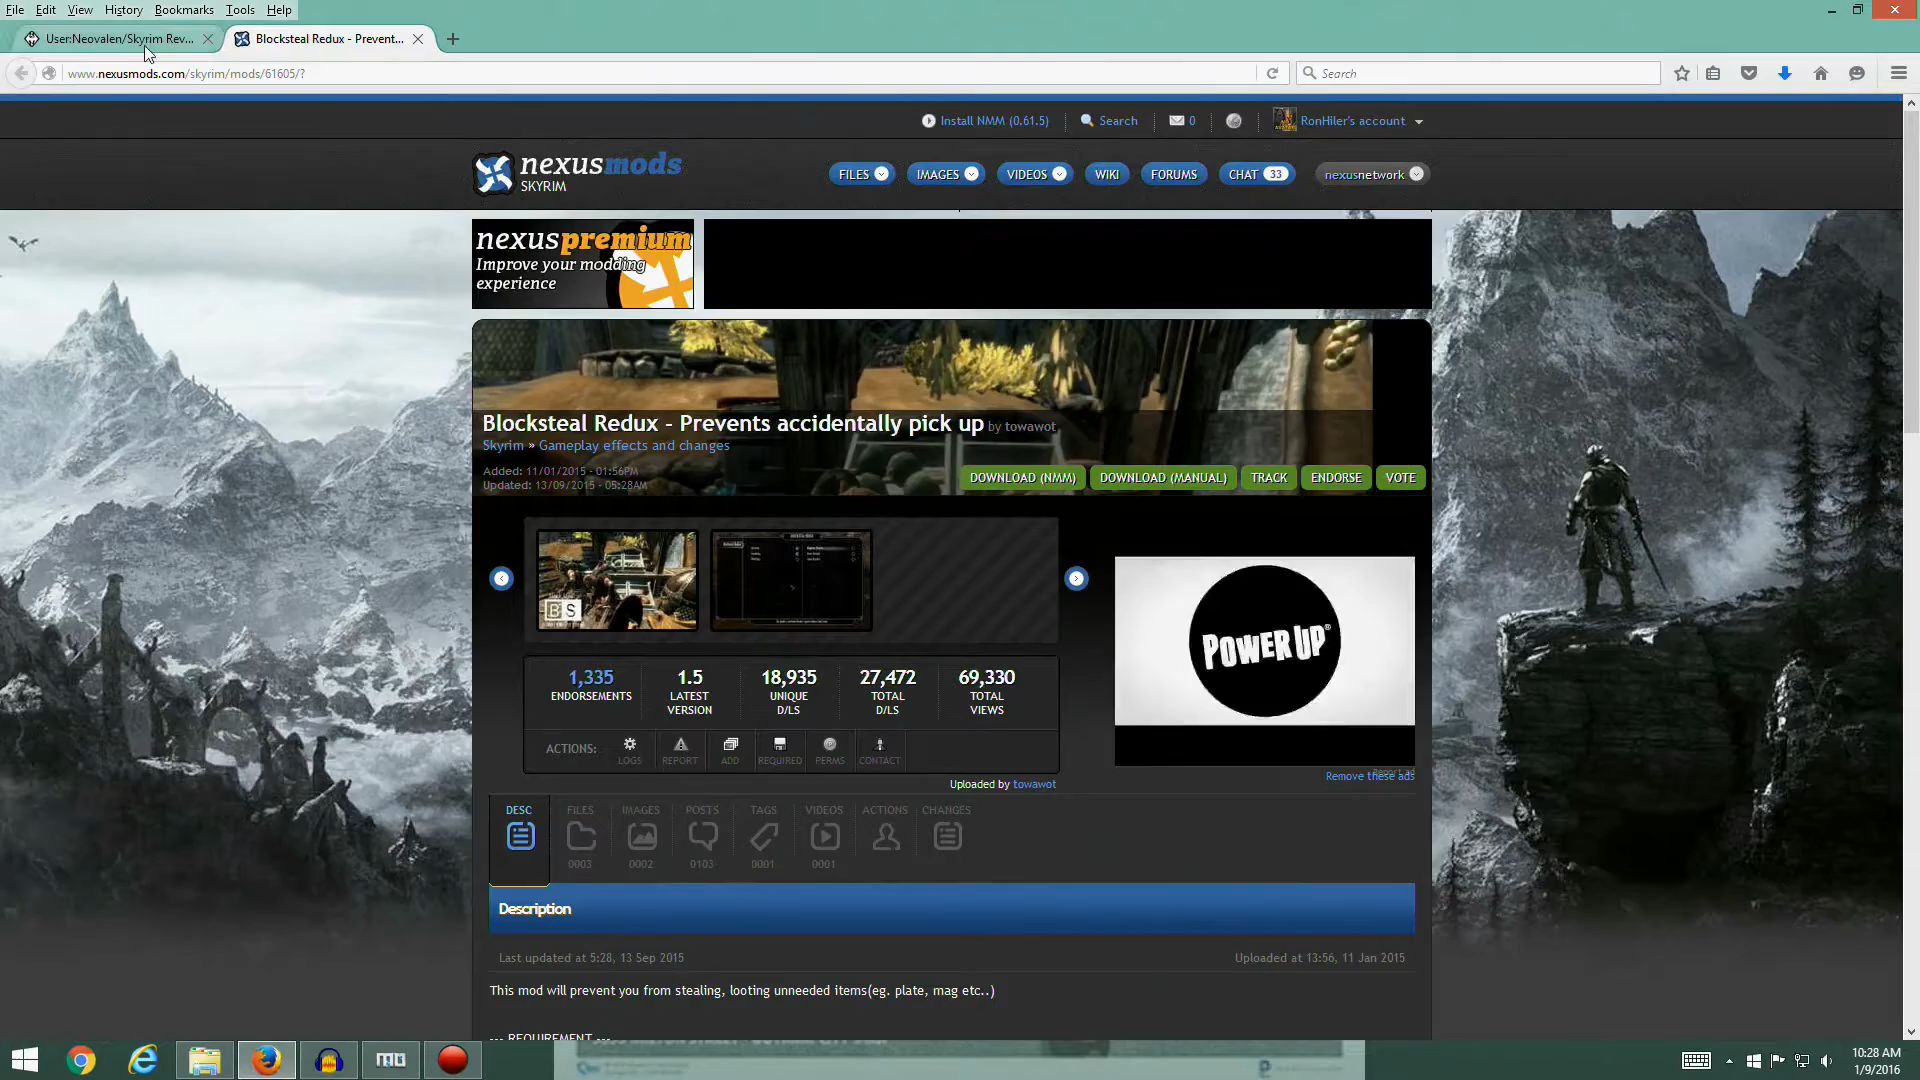 File Edit View History Bookmarks Tools Help
User:Neovalen/Skyrim Rev... Blocksteal Redux - Prevent...
www.nexusmods.com/skyrim/mods/61605/? Search
Install NMM (0.61.5) Search 0 RonHiler's account
nexusmods
SKYRIM
FILES IMAGES VIDEOS WIKI FORUMS CHAT 33 nexusnetwork
nexuspremium
Improve your modding
experience
Blocksteal Redux - Prevents accidentally pick up by towawot
Skyrim » Gameplay effects and changes
Added: 11/01/2015 - 01:56PM
Updated: 13/09/2015 - 05:28AM
DOWNLOAD (NMM) DOWNLOAD (MANUAL) TRACK ENDORSE VOTE
BS
POWER UP®
1,335 1.5 18,935 27,472 69,330
ENDORSEMENTS LATEST UNIQUE TOTAL TOTAL
VERSION D/LS D/LS VIEWS
ACTIONS: LOGS REPORT ADD REQUIRED PERMS CONTACT
Remove these ads
Uploaded by towawot
DESC FILES IMAGES POSTS TAGS VIDEOS ACTIONS CHANGES
0003 0002 0103 0001 0001
Description
Last updated at 5:28, 13 Sep 2015 Uploaded at 13:56, 11 Jan 2015
This mod will prevent you from stealing, looting unneeded items(eg. plate, mag etc..)
--- REQUIREMENT ---
10:28 AM
1/9/2016